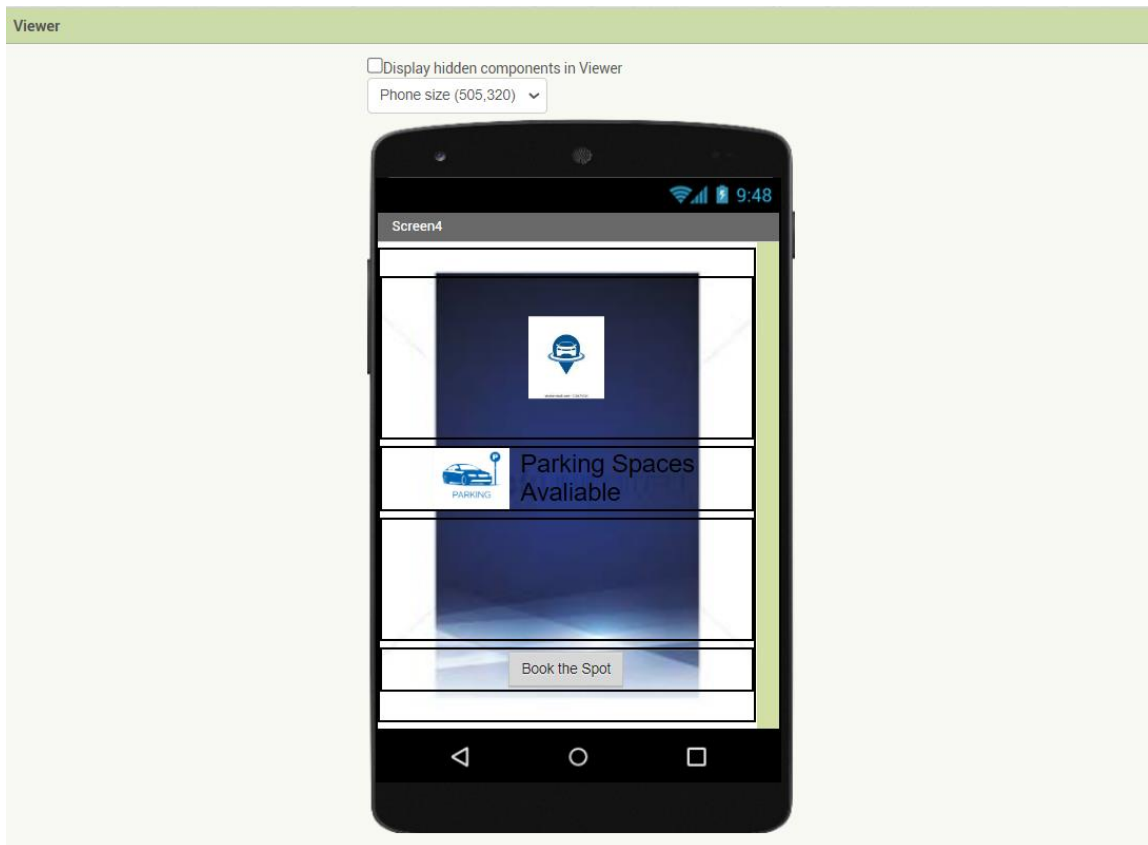 Viewer
Display hidden components in Viewer
Phone size (505,320)
9:48
Screen4
P
Parking Spaces
Avaliable
PARKING
Book the Spot